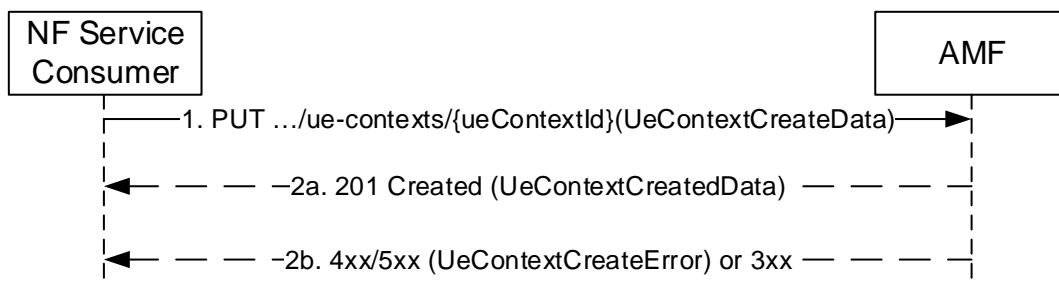 NF Service
Consumer
AMF
1. PUT …/ue-contexts/{ueContextId}(UeContextCreateData)
2a. 201 Created (UeContextCreatedData)
2b. 4xx/5xx (UeContextCreateError) or 3xx